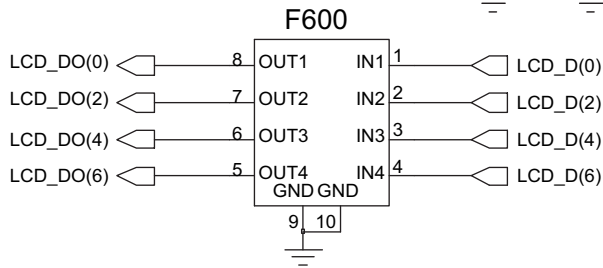 F600
LCD_DO(0) 8 OUT1 IN1 1 LCD_D(0)
LCD_DO(2) 7 OUT2 IN2 2 LCD_D(2)
LCD_DO(4) 6 OUT3 IN3 3 LCD_D(4)
LCD_DO(6) 5 OUT4 IN4 4 LCD_D(6)
GND GND
9 10